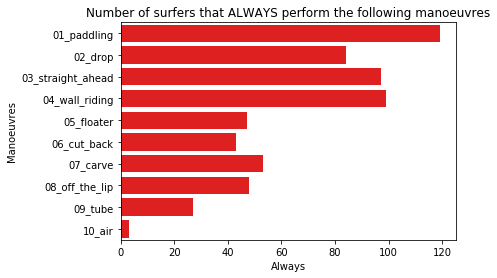 Number of surfers that ALWAYS perform the following manoeuvres
Manoeuvres
01_paddling
02_drop
03_straight_ahead
04_wall_riding
05_floater
06_cut_back
07_carve
08_off_the_lip
09_tube
10_air
0 20 40 60 80 100 120
Always